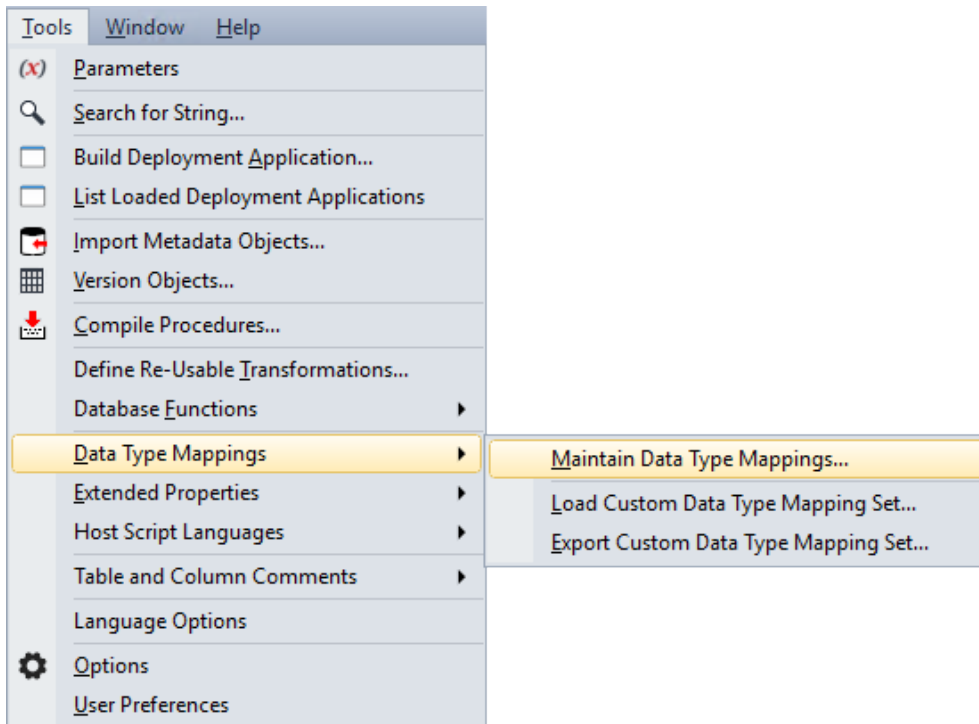 Tools Window Help
(x) Parameters
Search for String...
Build Deployment Application...
List Loaded Deployment Applications
Import Metadata Objects...
Version Objects...
Compile Procedures...
Define Re-Usable Transformations...
Database Functions
Data Type Mappings
Maintain Data Type Mappings...
Extended Properties
Load Custom Data Type Mapping Set...
Host Script Languages
Export Custom Data Type Mapping Set...
Table and Column Comments
Language Options
Options
User Preferences